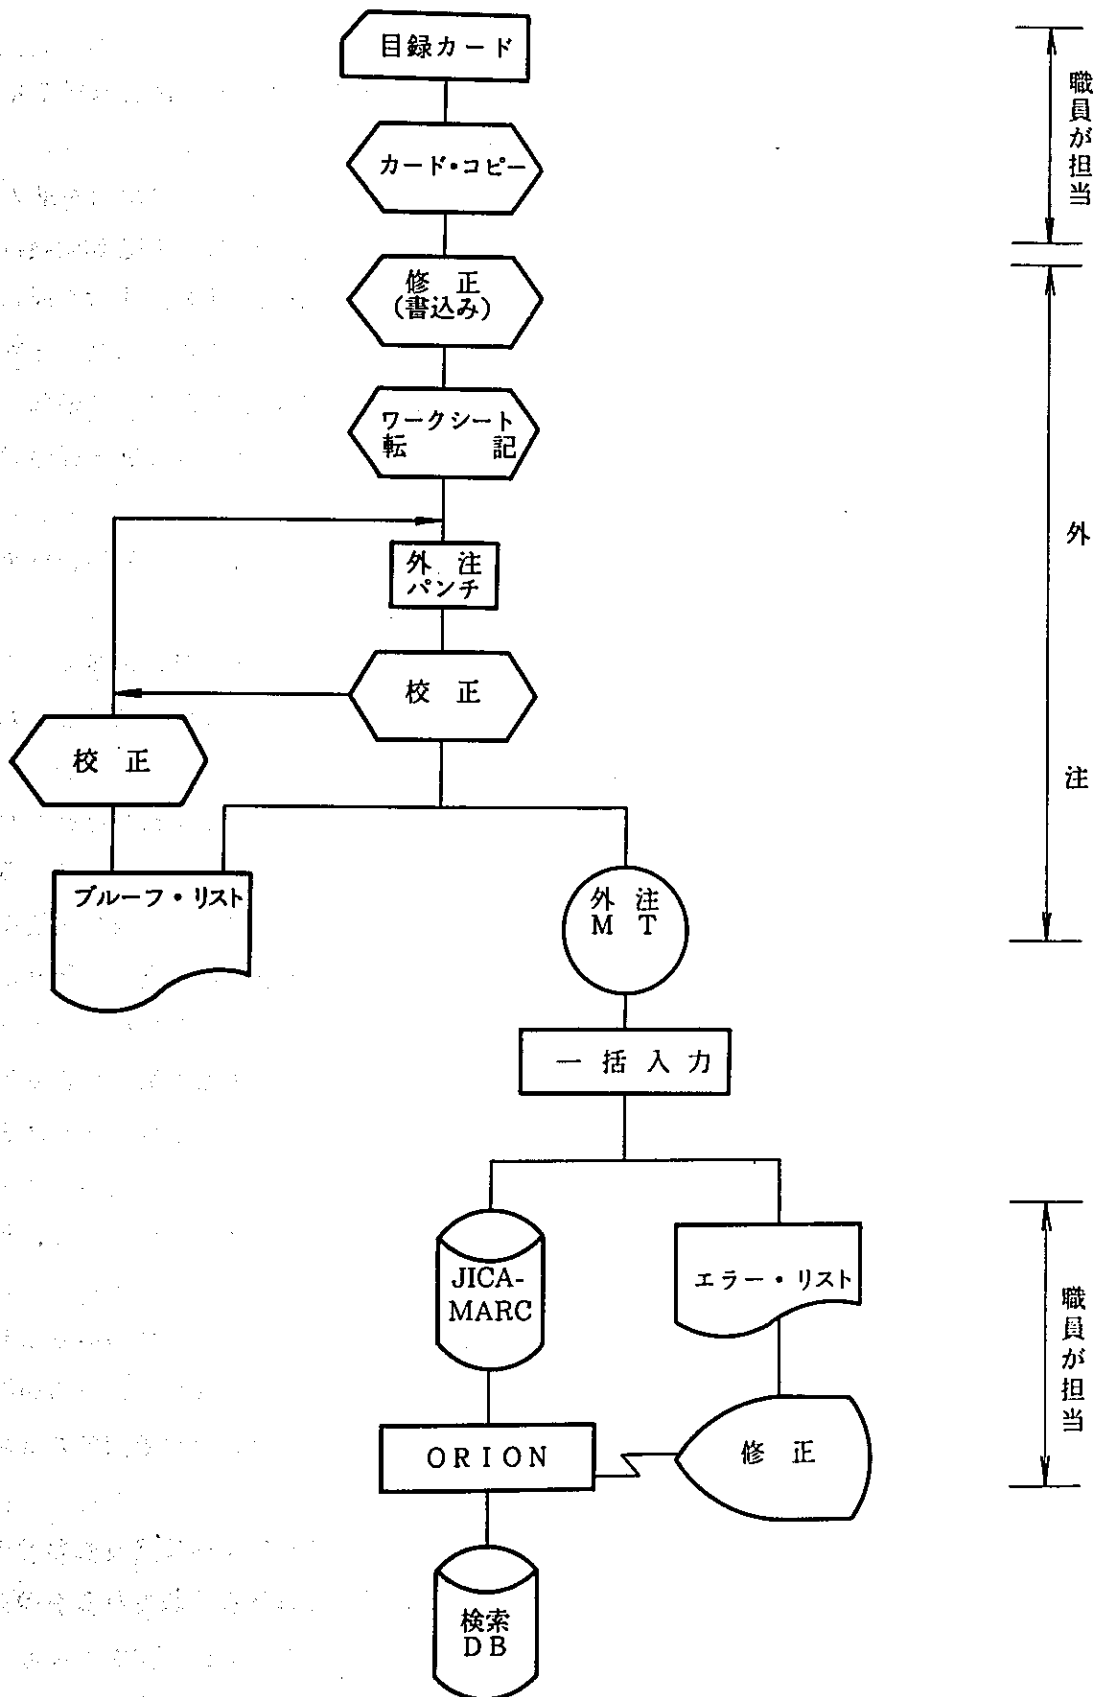 目録カード
カード・コピー
修正
(書込み)
ワークシート
転記
外注
パンチ
校正
校正
プルーフ・リスト
外注
MT
一括入力
JICA-
MARC
エラー・リスト
ORION
修正
検索
DB
職員が担当
外注
職員が担当